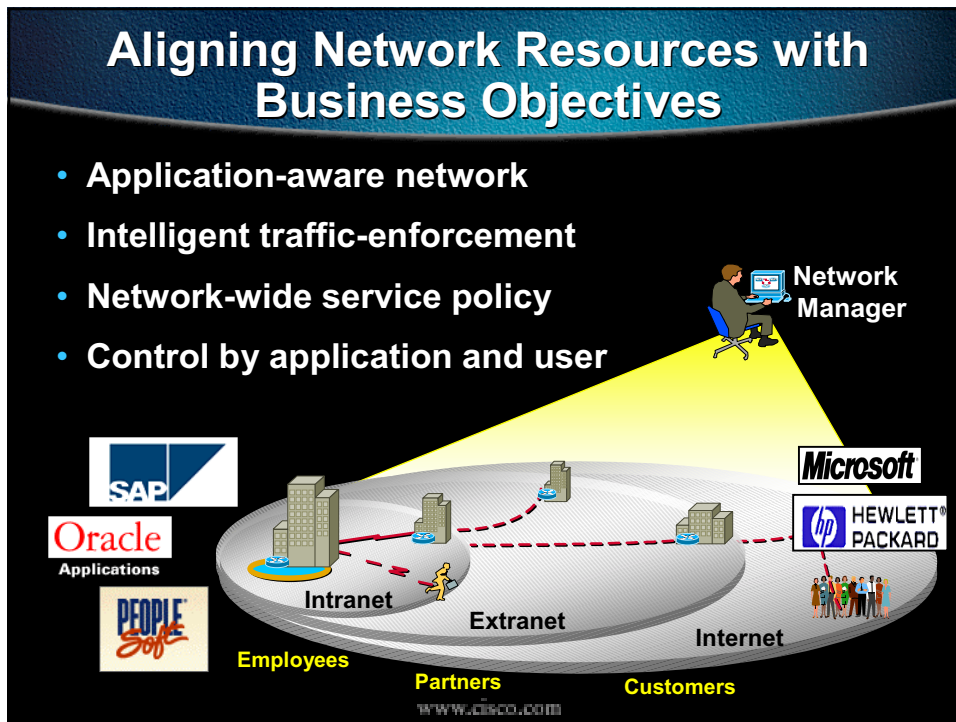 Aligning Network Resources with
Business Objectives
• Application-aware network
• Intelligent traffic-enforcement
• Network-wide service policy
• Control by application and user
Network
Manager
SAP
Oracle
Applications
PEOPLE
Soft
Microsoft
hp HEWLETT®
PACKARD
Intranet
Extranet
Internet
Employees
Partners
Customers
www.cisco.com